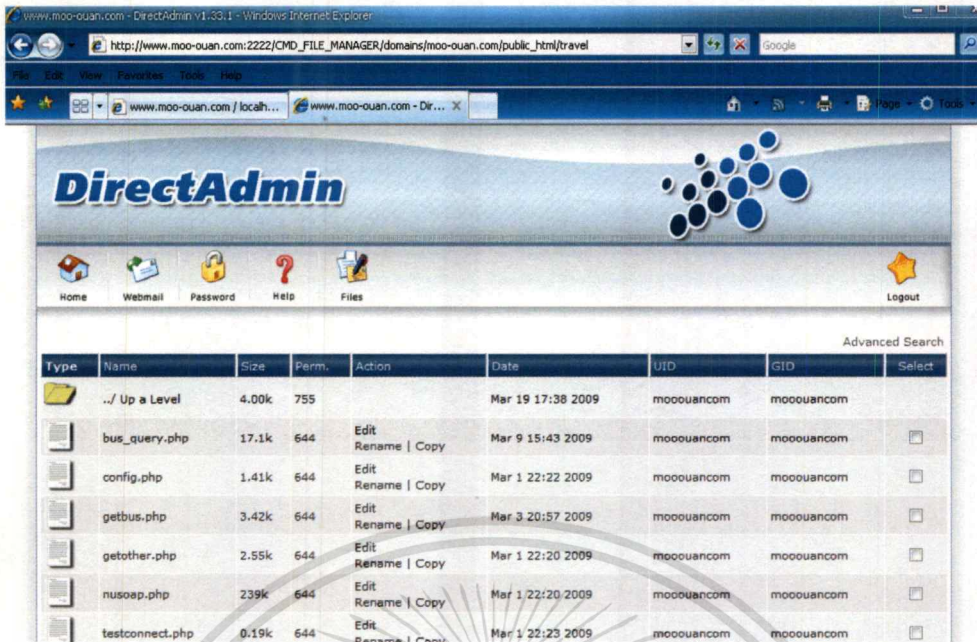 www.moo-ouan.com - DirectAdmin v1.33.1 - Windows Internet Explorer
http://www.moo-ouan.com:2222/CMD_FILE_MANAGER/domains/moo-ouan.com/public_html/travel
Google
File Edit View Favorites Tools Help
www.moo-ouan.com / localh... www.moo-ouan.com - Dir... Page Tools
DirectAdmin
Home Webmail Password Help Files Logout
Advanced Search
Type Name Size Perm. Action Date UID GID Select
../ Up a Level 4.00k 755 Mar 19 17:38 2009 mooouancom mooouancom
bus_query.php 17.1k 644 Edit Mar 9 15:43 2009 mooouancom mooouancom
Rename | Copy
config.php 1.41k 644 Edit Mar 1 22:22 2009 mooouancom mooouancom
Rename | Copy
getbus.php 3.42k 644 Edit Mar 3 20:57 2009 mooouancom mooouancom
Rename | Copy
getother.php 2.55k 644 Edit Mar 1 22:20 2009 mooouancom mooouancom
Rename | Copy
nusoap.php 239k 644 Edit Mar 1 22:20 2009 mooouancom mooouancom
Rename | Copy
testconnect.php 0.19k 644 Edit Mar 1 22:23 2009 mooouancom mooouancom
Rename | Copy